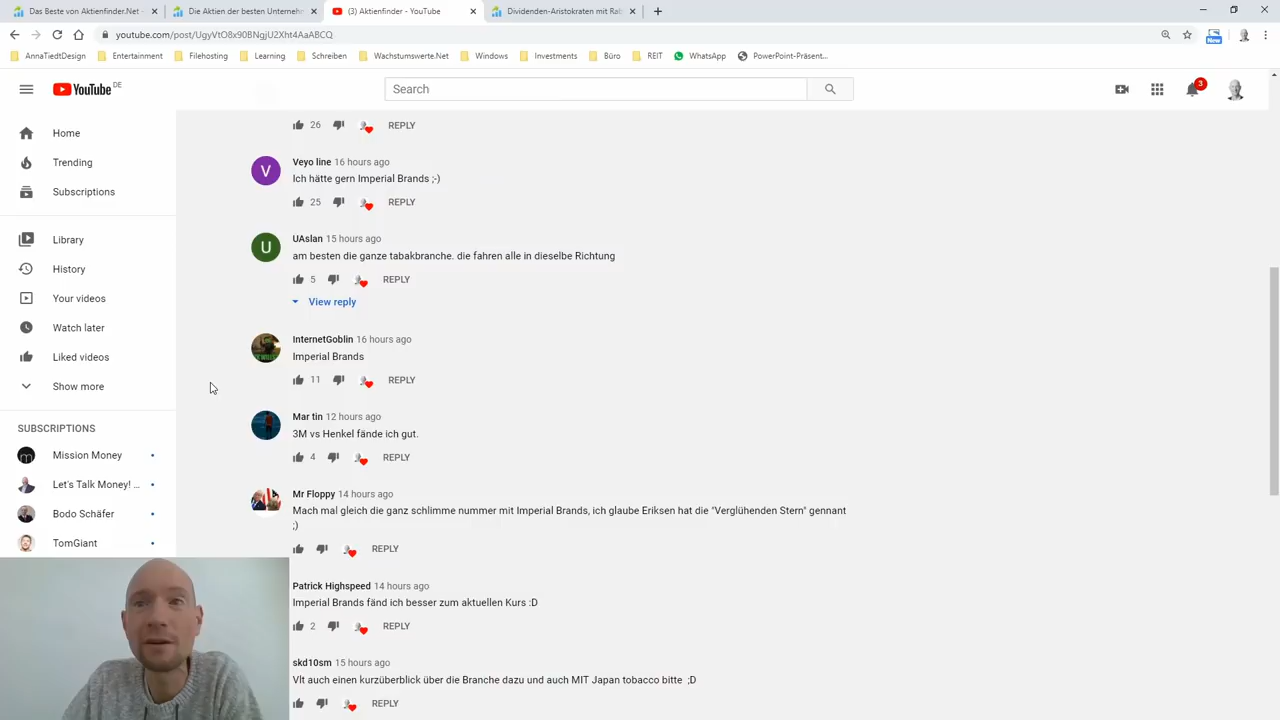 Das Beste von Aktienfinder.Net -
Die Aktien der besten Unterneh
(3) Aktienfinder - YouTube
Dividenden-Aristokraten mit Rab
youtube.com/post/UgyVtO8x90BNgjU2Xht4AaABCQ
New
AnnaTiedtDesign
Entertainment
Filehosting
Learning
Schreiben
Wachstumswerte.Net
Windows
Investments
Büro
REIT
WhatsApp
PowerPoint-Präsent...
YouTube DE
Search
3
Home
Trending
Subscriptions
Library
History
Your videos
Watch later
Liked videos
Show more
SUBSCRIPTIONS
Mission Money
Let's Talk Money! ...
Bodo Schäfer
TomGiant
26 REPLY
V
Veyo line 16 hours ago
Ich hätte gern Imperial Brands ;-)
25 REPLY
U
UAslan 15 hours ago
am besten die ganze tabakbranche. die fahren alle in dieselbe Richtung
5 REPLY
View reply
InternetGoblin 16 hours ago
Imperial Brands
11 REPLY
Mar tin 12 hours ago
3M vs Henkel fände ich gut.
4 REPLY
Mr Floppy 14 hours ago
Mach mal gleich die ganz schlimme nummer mit Imperial Brands, ich glaube Eriksen hat die "Verglühenden Stern" gennant
;)
REPLY
Patrick Highspeed 14 hours ago
Imperial Brands fänd ich besser zum aktuellen Kurs :D
2 REPLY
skd10sm 15 hours ago
Vlt auch einen kurzüberblick über die Branche dazu und auch MIT Japan tobacco bitte ;D
REPLY